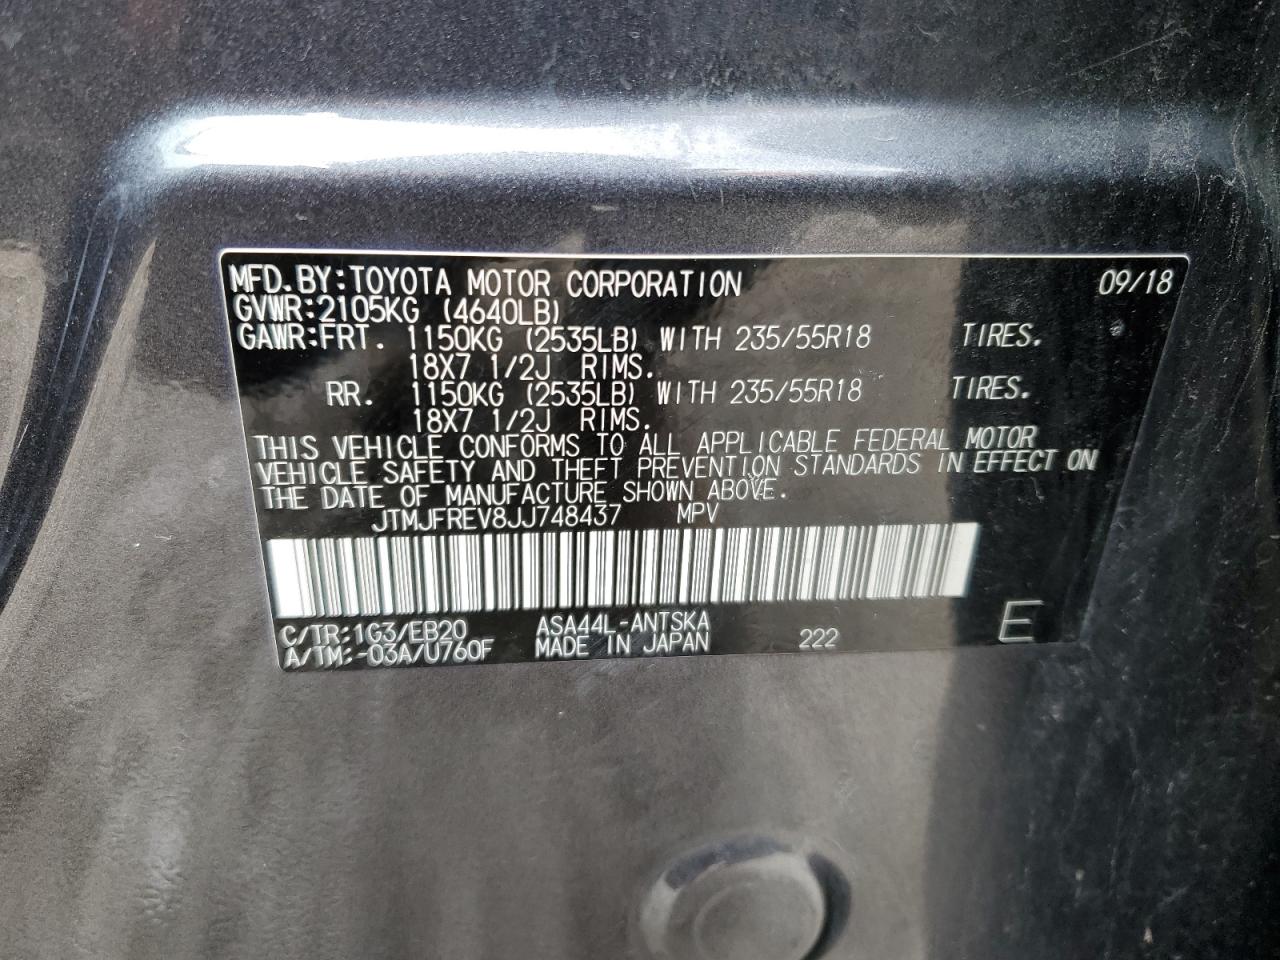 MFD.BY:TOYOTA MOTOR CORPORATION 09/18
GVWR:2105KG (4640LB)
GAWR:FRT. 1150KG (2535LB) WITH 235/55R18 TIRES.
18X7 1/2J RIMS.
RR. 1150KG (2535LB) WITH 235/55R18 TIRES.
18X7 1/2J RIMS.
THIS VEHICLE CONFORMS TO ALL APPLICABLE FEDERAL MOTOR
VEHICLE SAFETY AND THEFT PREVENTION STANDARDS IN EFFECT ON
THE DATE OF MANUFACTURE SHOWN ABOVE.
JTMJFREV8JJ748437 MPV
C/TR:1G3/EB20 ASA44L-ANTSKA
A/TM:-03A/U760F MADE IN JAPAN 222 E